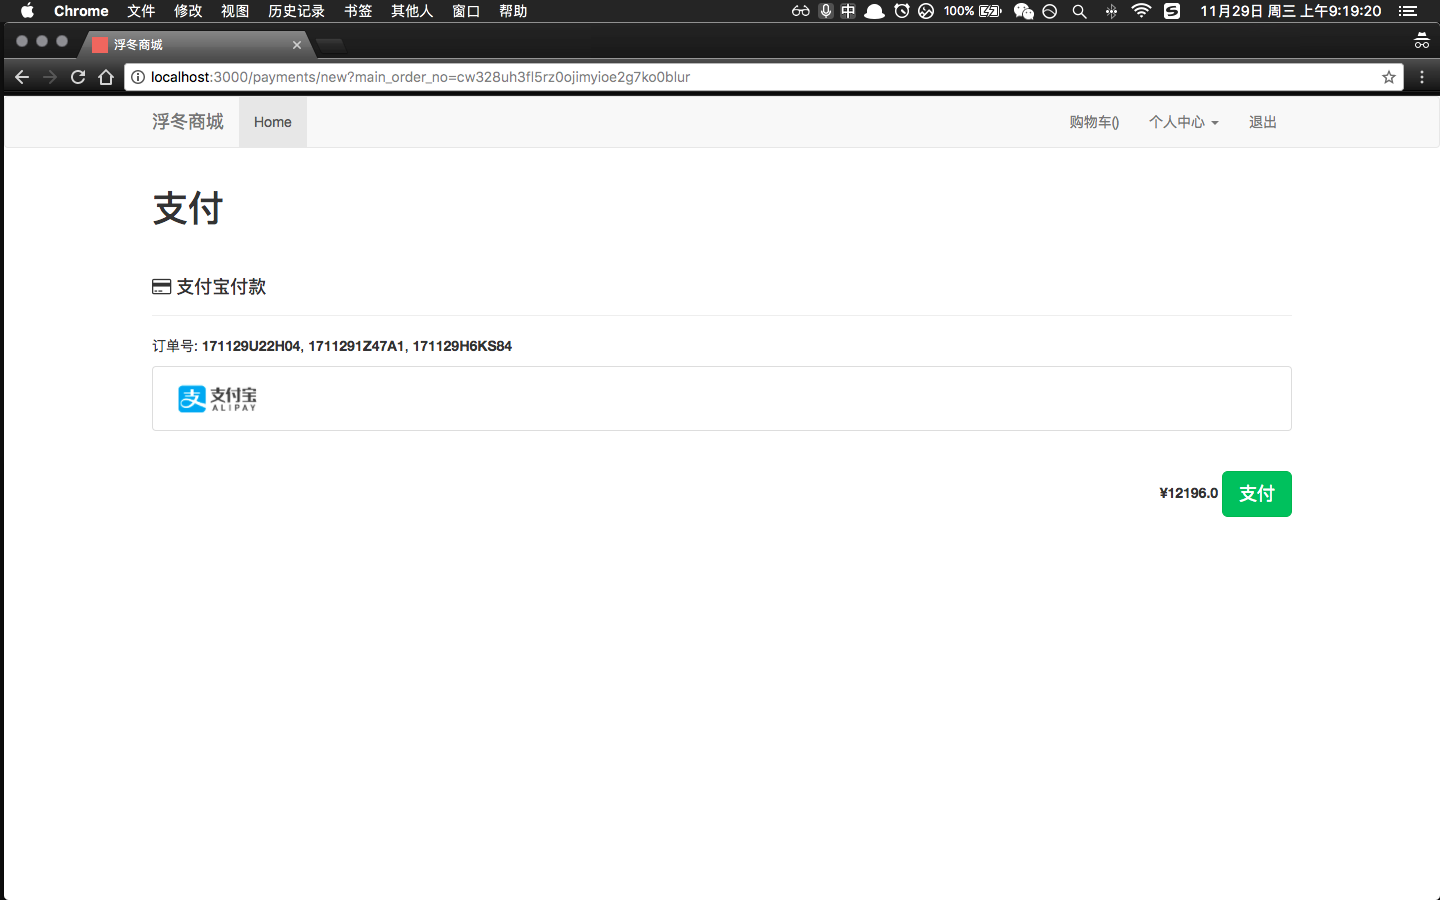 Chrome 文件 修改 视图 历史记录 书签 其他人 窗口 帮助 中 100% 11月29日 周三 上午9:19:20
浮冬商城
localhost:3000/payments/new?main_order_no=cw328uh3fl5rz0ojimyioe2g7ko0blur
浮冬商城 Home 购物车() 个人中心 退出
支付
支付宝付款
订单号: 171129U22H04, 1711291Z47A1, 171129H6KS84
支 支付宝
ALIPAY
¥12196.0 支付